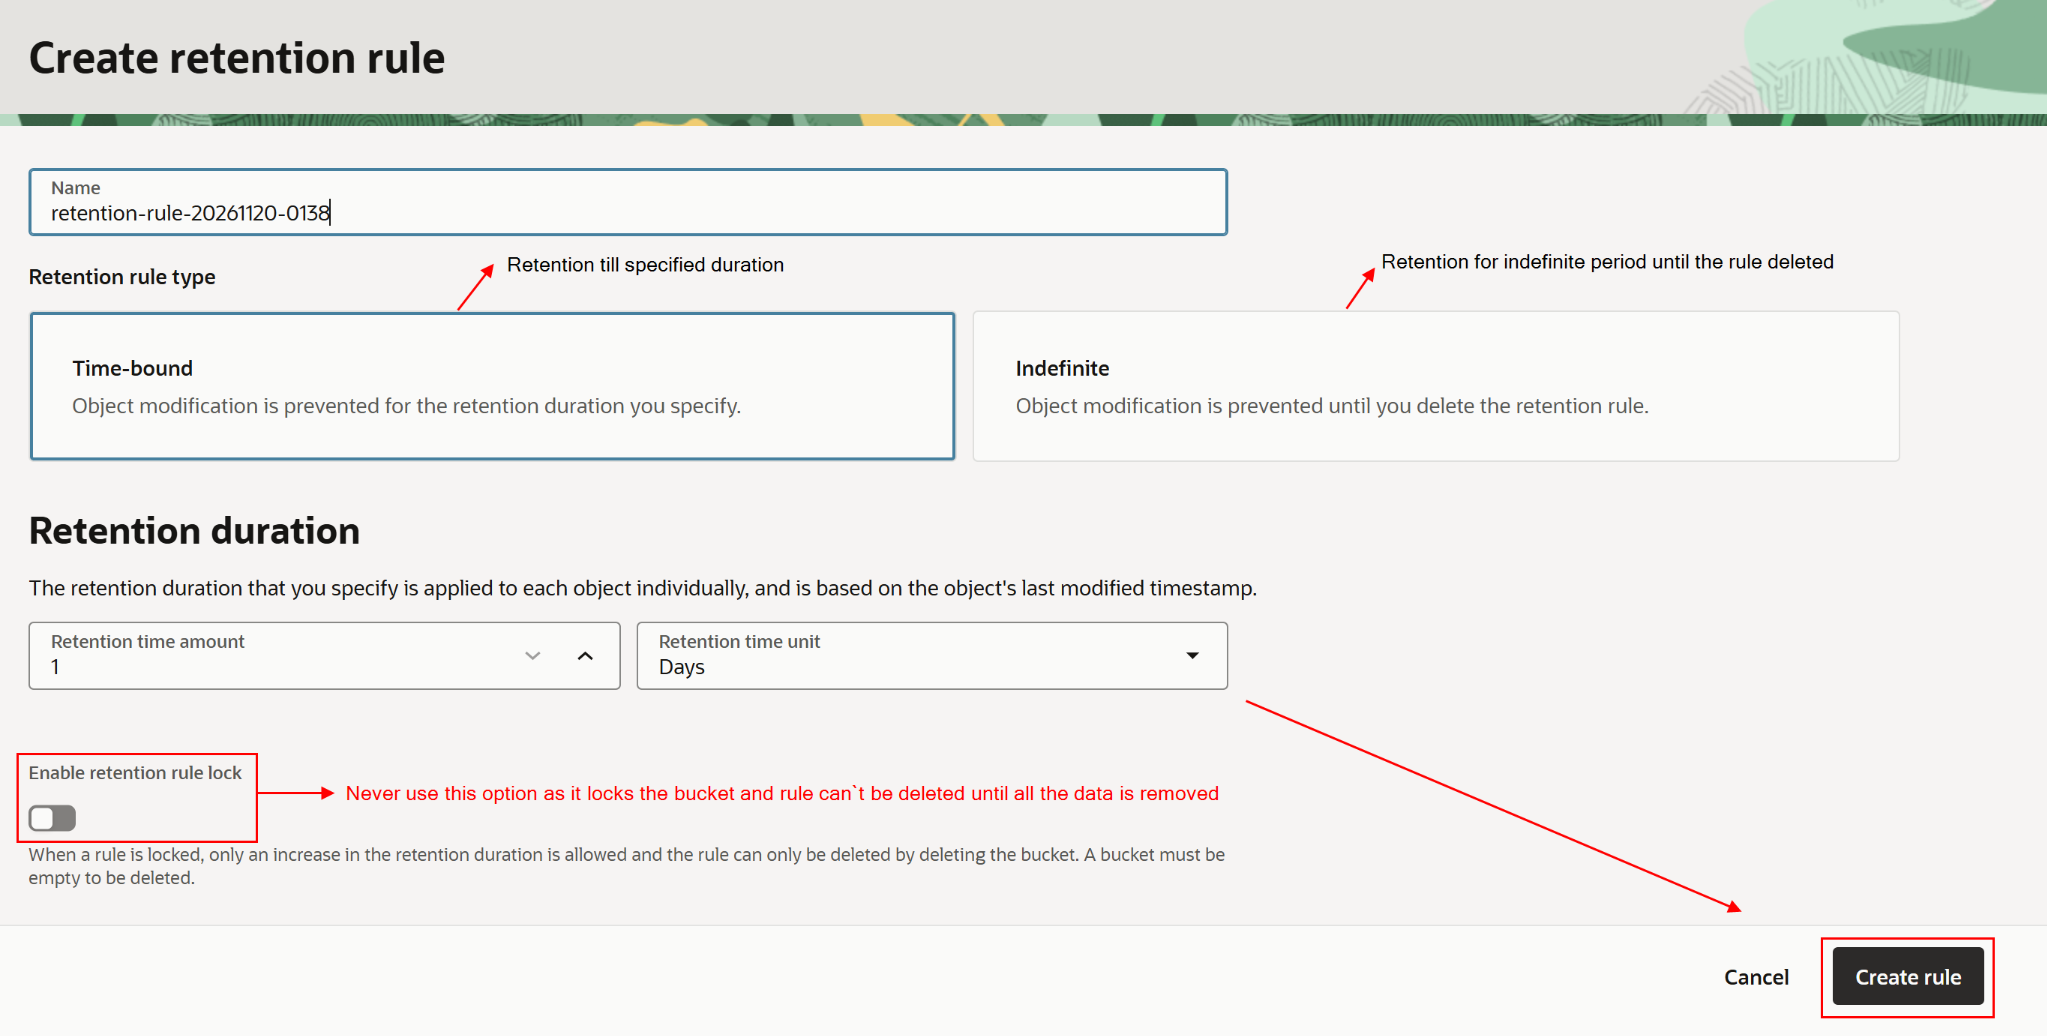 Create retention rule
Name
retention-rule-20261120-0138
Retention till specified duration
Retention for indefinite period until the rule deleted
Retention rule type
Time-bound
Object modification is prevented for the retention duration you specify.
Indefinite
Object modification is prevented until you delete the retention rule.
Retention duration
The retention duration that you specify is applied to each object individually, and is based on the object's last modified timestamp.
Retention time amount
1
Retention time unit
Days
Enable retention rule lock
Never use this option as it locks the bucket and rule can`t be deleted until all the data is removed
When a rule is locked, only an increase in the retention duration is allowed and the rule can only be deleted by deleting the bucket. A bucket must be
empty to be deleted.
Cancel
Create rule